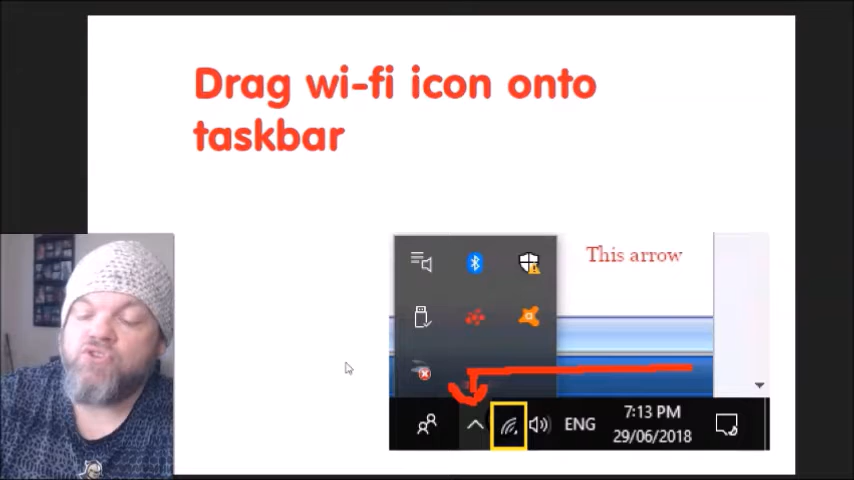 Drag wi-fi icon onto
taskbar
This arrow
ENG
7:13 PM
29/06/2018